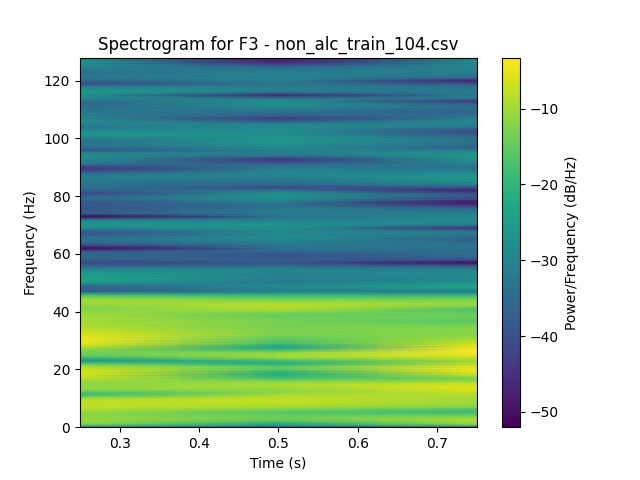 Spectrogram for F3 - non_alc_train_104.csv
120
100
80
60
40
20
0
Frequency (Hz)
0.3 0.4 0.5 0.6 0.7
Time (s)
−10
−20
−30
−40
−50
Power/Frequency (dB/Hz)